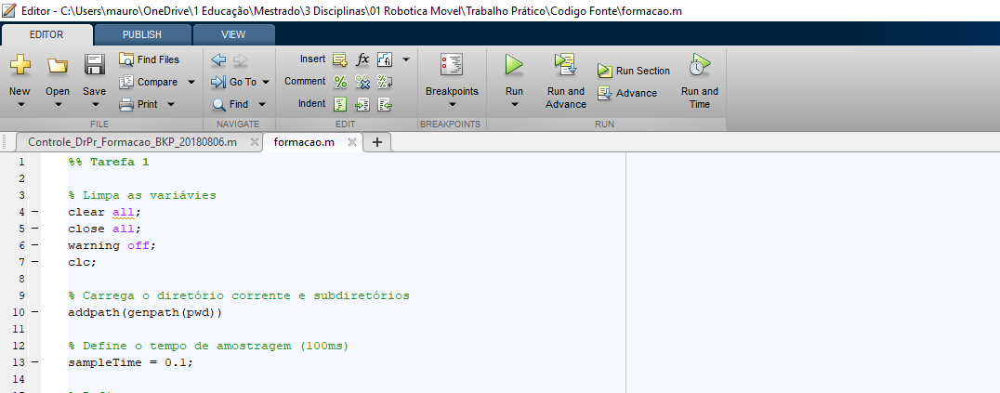 Editor - C:\Users\mauro\OneDrive\1 Educação\Mestrado\3 Disciplinas\01 Robotica Movel\Trabalho Prático\Codigo Fonte\formacao.m
EDITOR PUBLISH VIEW
New Open Save Find Files Compare Print
Go To Find
Insert fx fi
Comment % % %
Indent
Breakpoints
Run Run and Advance Run Section Advance Run and Time
FILE NAVIGATE EDIT BREAKPOINTS RUN
Controle_DrPr_Formacao_BKP_20180806.m formacao.m +
1 %% Tarefa 1
2
3 % Limpa as variávies
4 – clear all;
5 – close all;
6 – warning off;
7 – clc;
8
9 % Carrega o diretório corrente e subdiretórios
10 – addpath(genpath(pwd))
11
12 % Define o tempo de amostragem (100ms)
13 – sampleTime = 0.1;
14